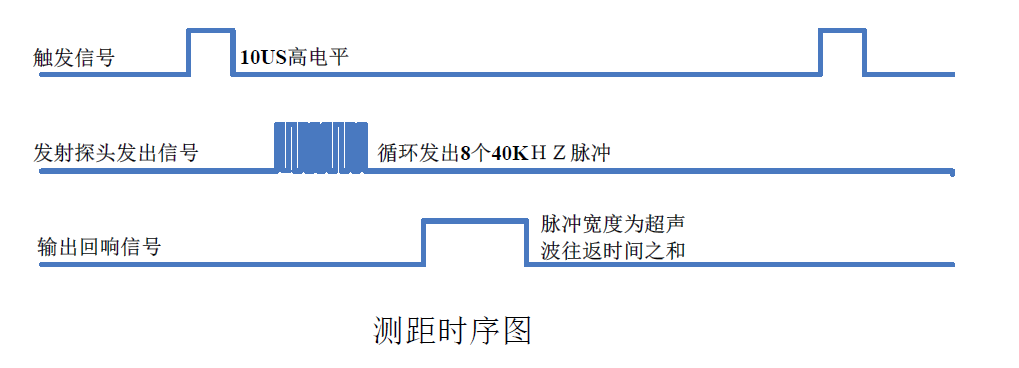 触发信号
10US高电平
发射探头发出信号
循环发出8个40KＨＺ脉冲
输出回响信号
脉冲宽度为超声
波往返时间之和
测距时序图